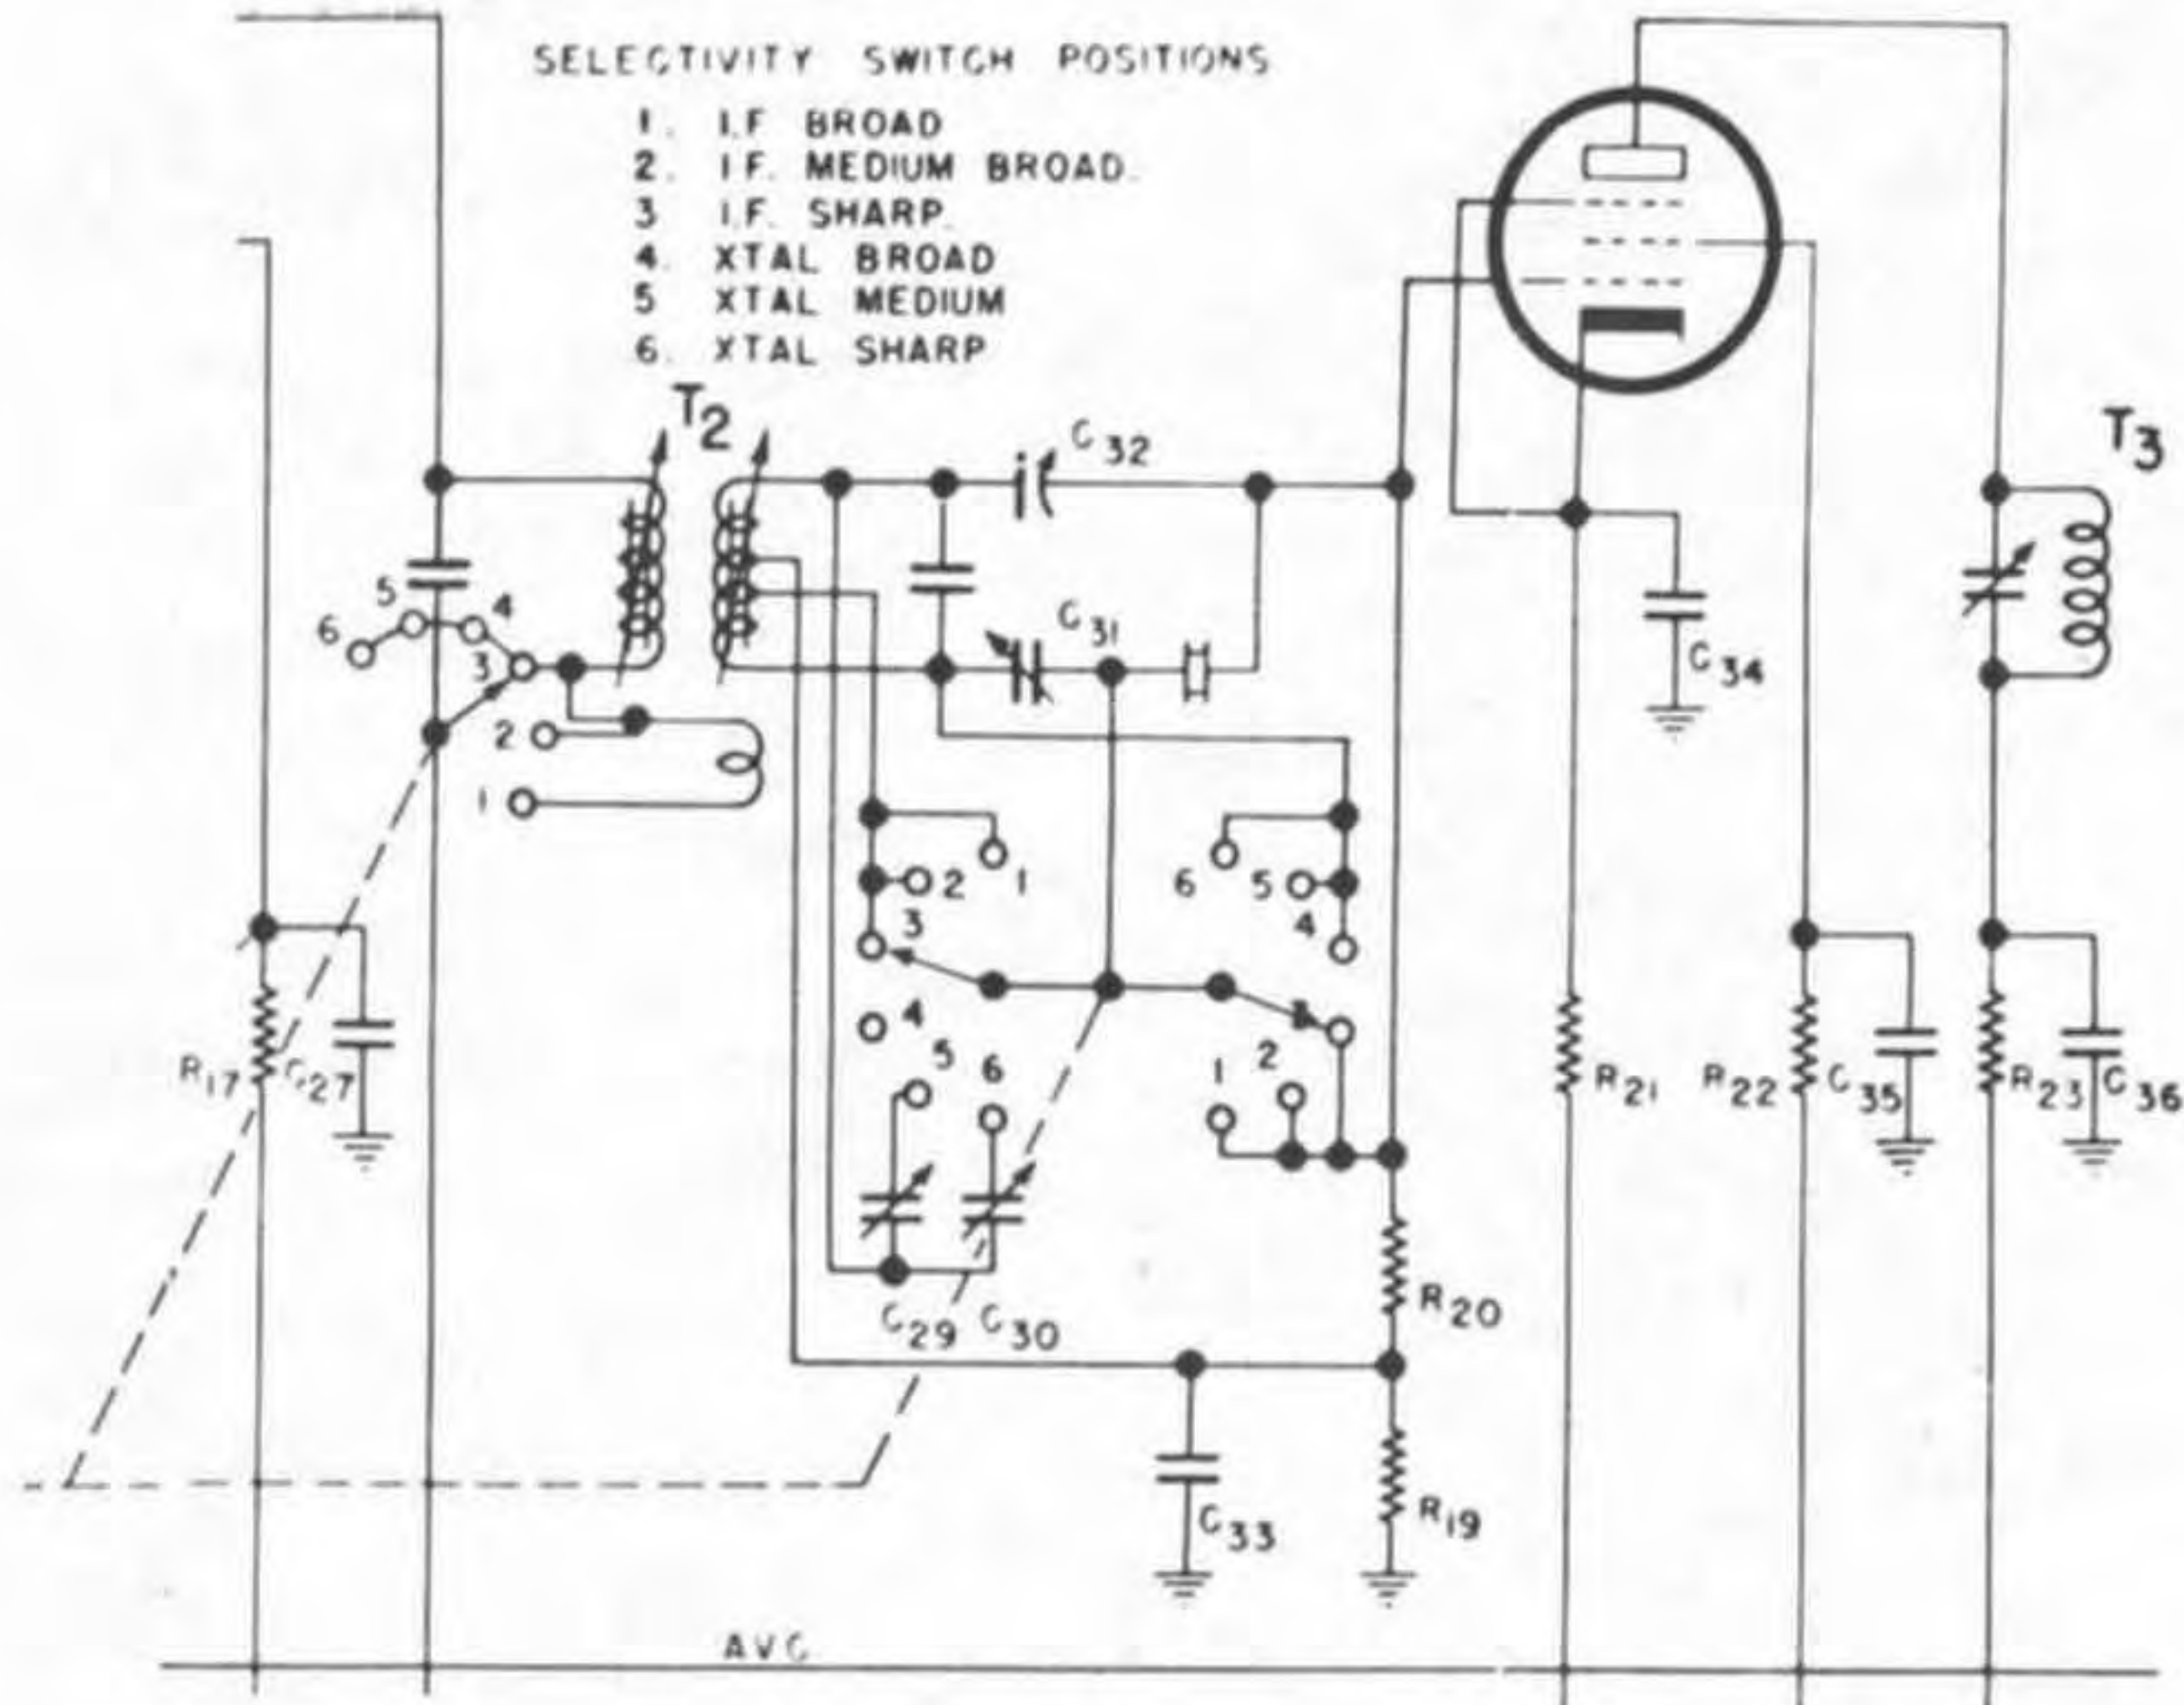 SELECTIVITY SWITCH POSITIONS
1. I.F BROAD
2. I F. MEDIUM BROAD.
3 I.F. SHARP.
4. XTAL BROAD
5 XTAL MEDIUM
6. XTAL SHARP
T2
T3
C32
5
4
6
3
C31
C34
2
1
2
1
6
5
3
4
4
3
5
6
1
2
R17
C27
R21
R22
C35
R23
C36
R20
C29
C30
C33
R19
AVC